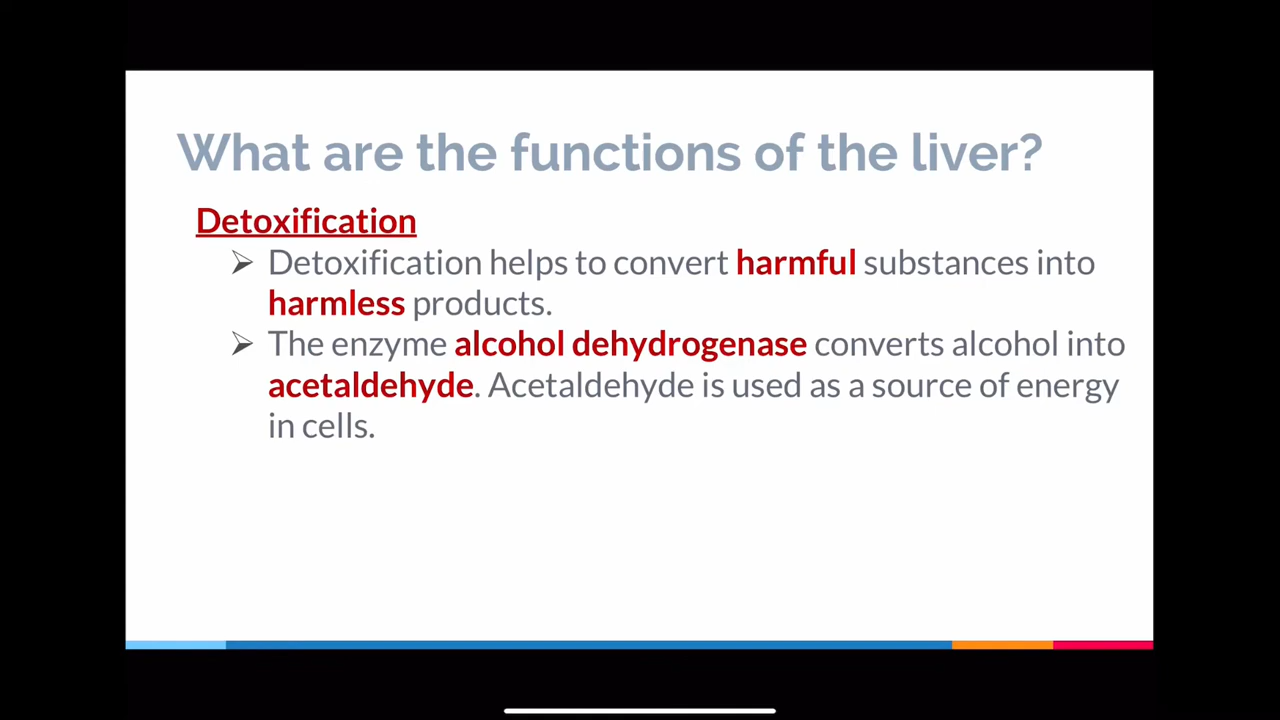 What are the functions of the liver?
Detoxification
➢ Detoxification helps to convert harmful substances into
harmless products.
➢ The enzyme alcohol dehydrogenase converts alcohol into
acetaldehyde. Acetaldehyde is used as a source of energy
in cells.